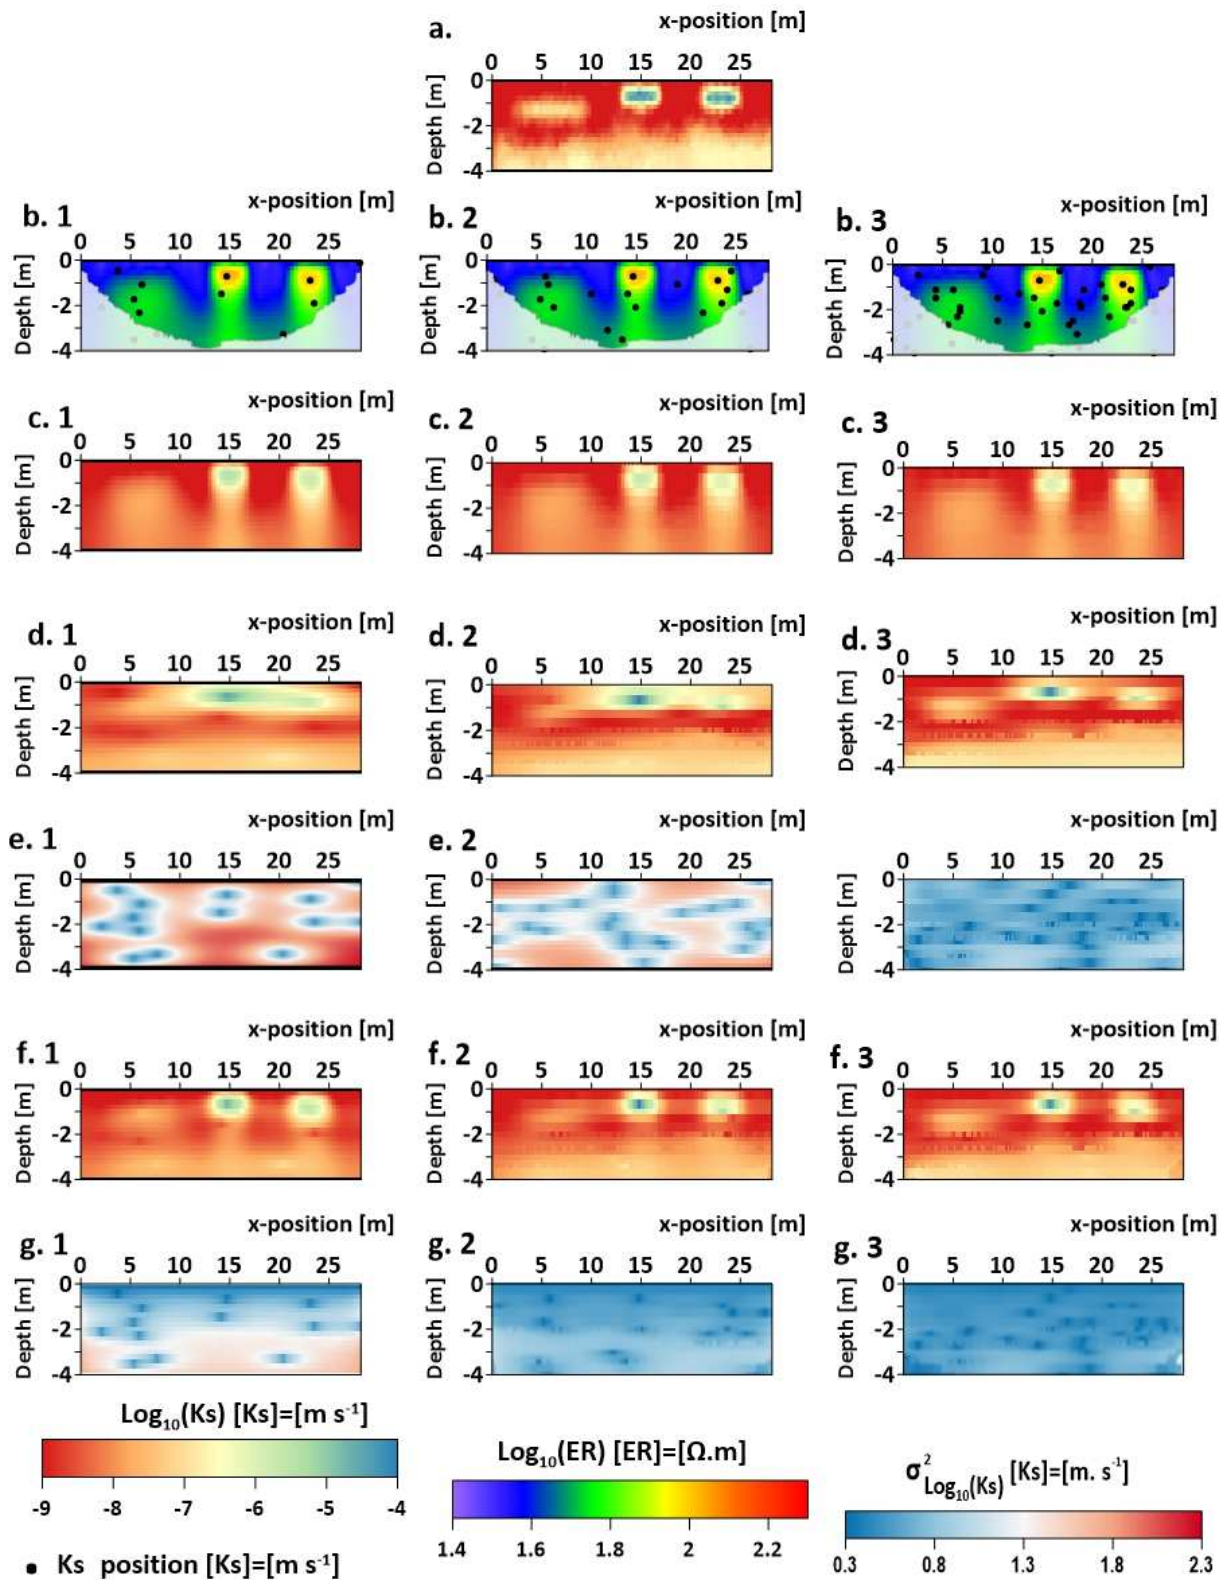 a.
x-position [m]
0 5 10 15 20 25
Depth [m]
0
-2
-4
b. 1 x-position [m] b. 2 x-position [m] b. 3 x-position [m]
0 5 10 15 20 25 0 5 10 15 20 25 0 5 10 15 20 25
Depth [m] Depth [m] Depth [m]
0 0 0
-2 -2 -2
-4 -4 -4
c. 1 x-position [m] c. 2 x-position [m] c. 3 x-position [m]
0 5 10 15 20 25 0 5 10 15 20 25 0 5 10 15 20 25
Depth [m] Depth [m] Depth [m]
0 0 0
-2 -2 -2
-4 -4 -4
d. 1 x-position [m] d. 2 x-position [m] d. 3 x-position [m]
0 5 10 15 20 25 0 5 10 15 20 25 0 5 10 15 20 25
Depth [m] Depth [m] Depth [m]
0 0 0
-2 -2 -2
-4 -4 -4
e. 1 x-position [m] e. 2 x-position [m] x-position [m]
0 5 10 15 20 25 0 5 10 15 20 25 0 5 10 15 20 25
Depth [m] Depth [m] Depth [m]
0 0 0
-2 -2 -2
-4 -4 -4
f. 1 x-position [m] f. 2 x-position [m] f. 3 x-position [m]
0 5 10 15 20 25 0 5 10 15 20 25 0 5 10 15 20 25
Depth [m] Depth [m] Depth [m]
0 0 0
-2 -2 -2
-4 -4 -4
g. 1 x-position [m] g. 2 x-position [m] g. 3 x-position [m]
0 5 10 15 20 25 0 5 10 15 20 25 0 5 10 15 20 25
Depth [m] Depth [m] Depth [m]
0 0 0
-2 -2 -2
-4 -4 -4
Log₁₀(Ks) [Ks]=[m s⁻¹]
-9 -8 -7 -6 -5 -4
Log₁₀(ER) [ER]=[Ω.m]
1.4 1.6 1.8 2 2.2
σ²Log₁₀(Ks) [Ks]=[m. s⁻¹]
0.3 0.8 1.3 1.8 2.3
Ks position [Ks]=[m s⁻¹]